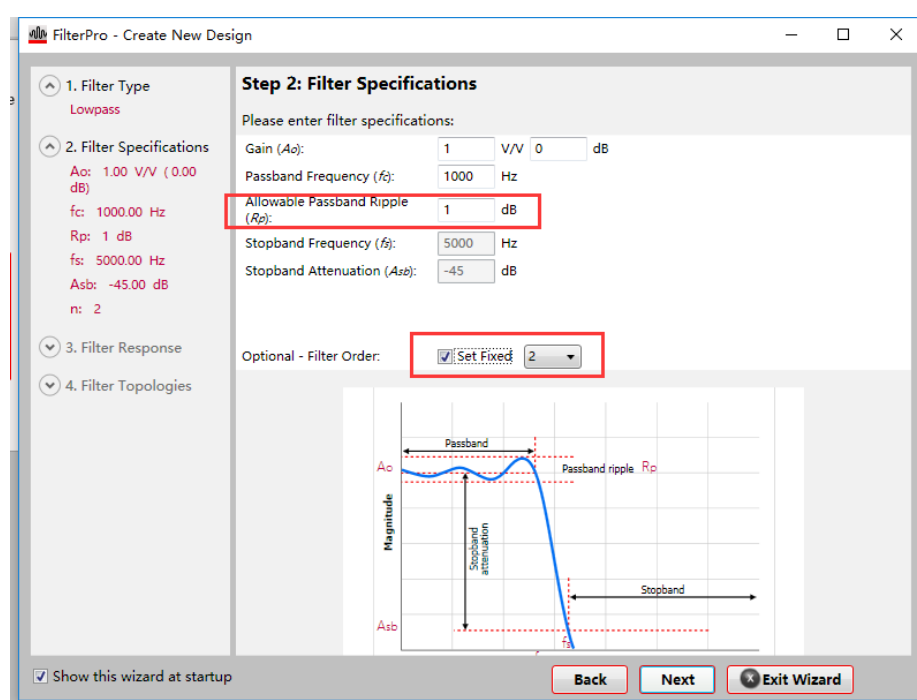 FilterPro - Create New Design
1. Filter Type
Lowpass
2. Filter Specifications
Ao: 1.00 V/V ( 0.00
dB)
fc: 1000.00 Hz
Rp: 1 dB
fs: 5000.00 Hz
Asb: -45.00 dB
n: 2
3. Filter Response
4. Filter Topologies
Step 2: Filter Specifications
Please enter filter specifications:
Gain (Ao): 1 V/V 0 dB
Passband Frequency (fc): 1000 Hz
Allowable Passband Ripple
(Rp): 1 dB
Stopband Frequency (fs): 5000 Hz
Stopband Attenuation (Asb): -45 dB
Optional - Filter Order: Set Fixed 2
Passband
Ao
Passband ripple Rp
Magnitude
Stopband
attenuation
Stopband
Asb
fs
Show this wizard at startup
Back Next Exit Wizard